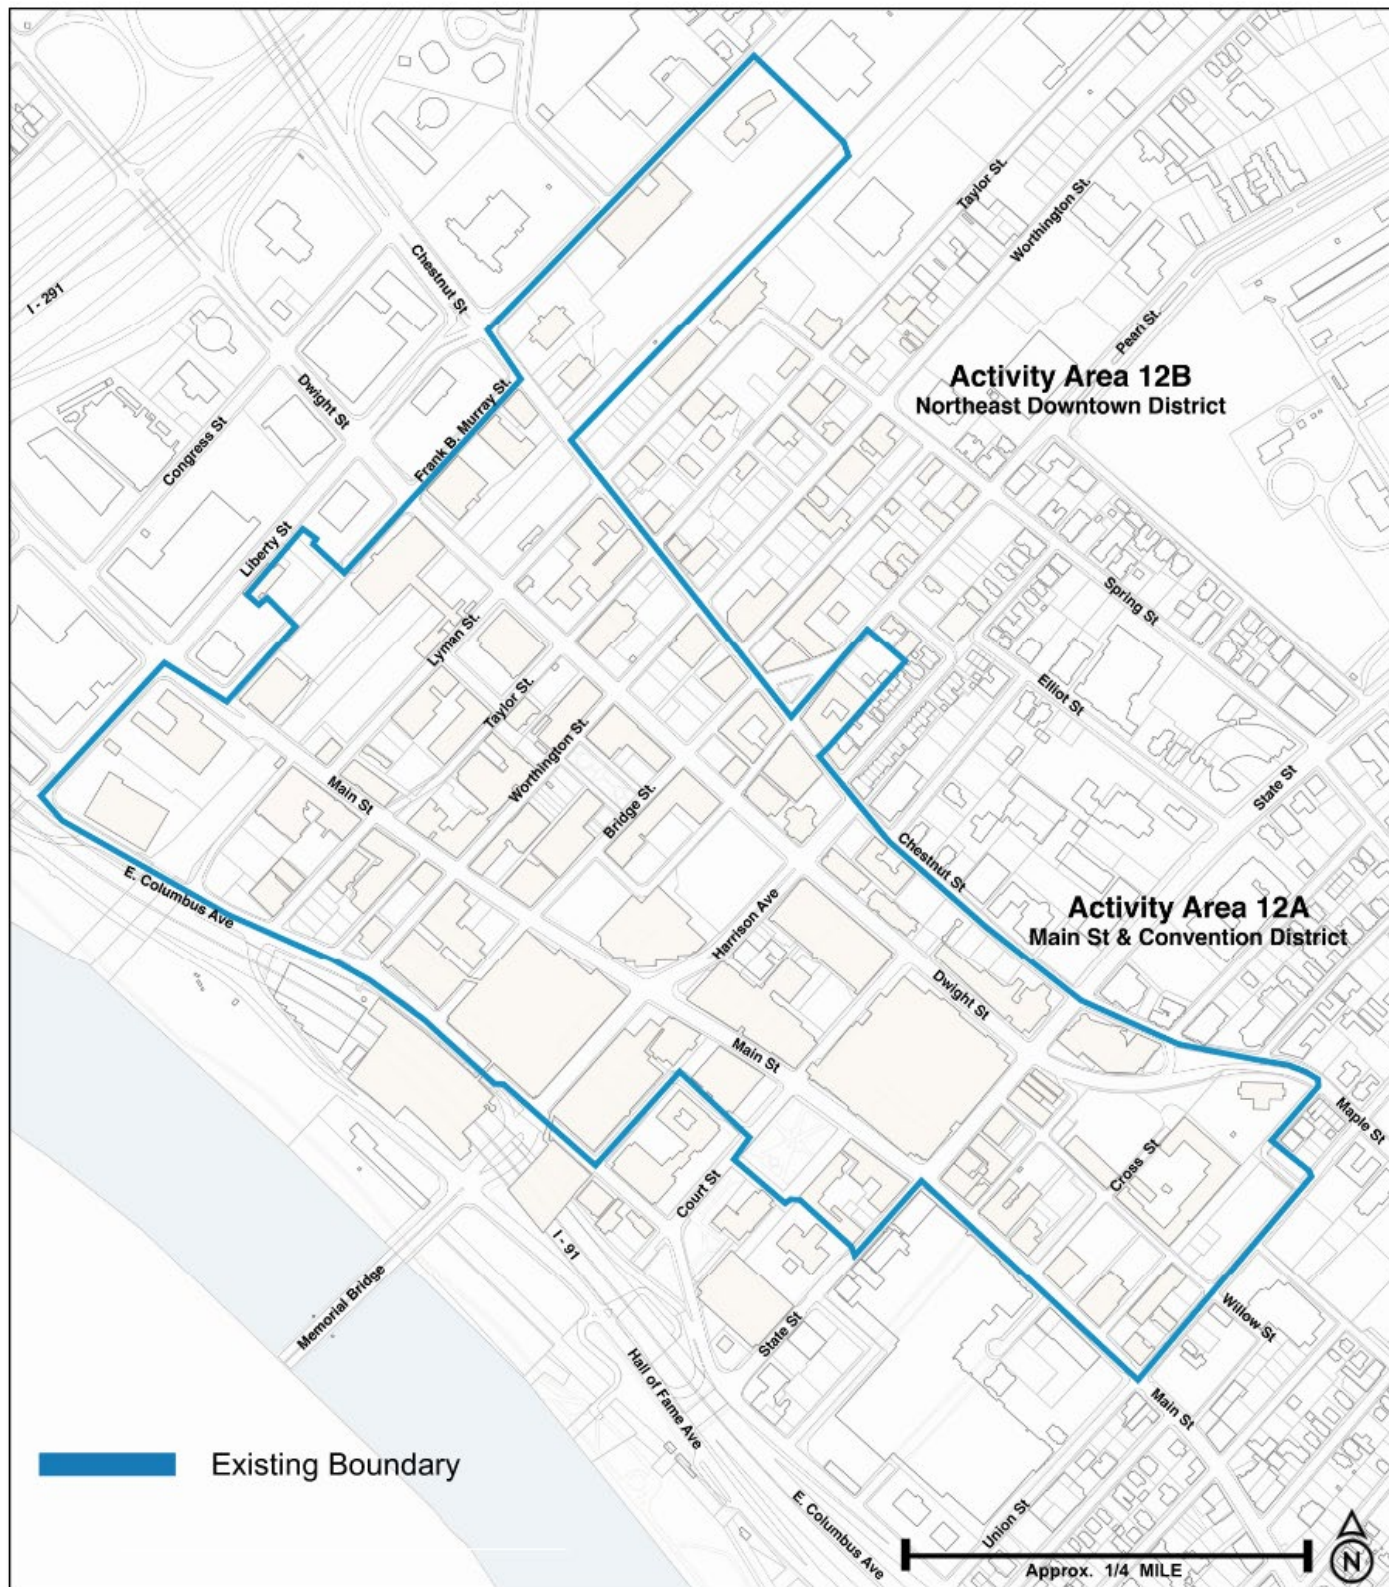 Taylor St.
Worthington St.
Chestnut St
I - 291
Pearl St.
Activity Area 12B
Northeast Downtown District
Dwight St
Frank B. Murray St.
Congress St
Liberty St
Spring St
Lyman St.
Elliot St
Taylor St.
Worthington St.
Main St
Bridge St.
State St
Chestnut St
E. Columbus Ave
Harrison Ave
Activity Area 12A
Main St & Convention District
Dwight St
Main St
Maple St
Cross St
Court St
I - 91
Memorial Bridge
State St
Willow St
Hall of Fame Ave
Main St
Existing Boundary
E. Columbus Ave
Union St
Approx. 1/4 MILE
N